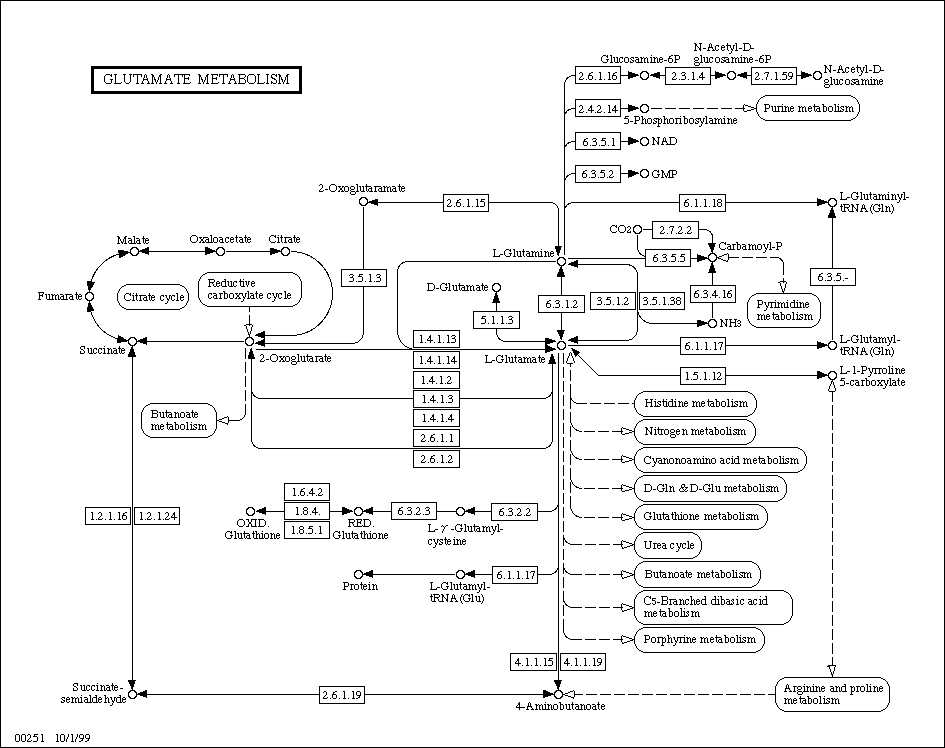 GLUTAMATE METABOLISM
Glucosamine-6P
N-Acetyl-D-
glucosamine-6P
N-Acetyl-D-
glucosamine
2.6.1.16
2.3.1.4
2.7.1.59
2.4.2.14
5-Phosphoribosylamine
Purine metabolism
6.3.5.1
NAD
6.3.5.2
GMP
2-Oxoglutaramate
2.6.1.15
6.1.1.18
L-Glutaminyl-
tRNA (Gln)
CO2
2.7.2.2
Carbamoyl-P
6.3.5.5
Malate
Oxaloacetate
Citrate
L-Glutamine
3.5.1.3
6.3.5.-
Fumarate
Citrate cycle
Reductive
carboxylate cycle
D-Glutamate
6.3.1.2
3.5.1.2
3.5.1.38
6.3.4.16
Pyrimidine
metabolism
5.1.1.3
NH3
Succinate
2-Oxoglutarate
1.4.1.13
1.4.1.14
1.4.1.2
1.4.1.3
1.4.1.4
2.6.1.1
2.6.1.2
L-Glutamate
6.1.1.17
L-Glutamyl-
tRNA (Gln)
1.5.1.12
L-1-Pyrroline
5-carboxylate
Butanoate
metabolism
Histidine metabolism
Nitrogen metabolism
Cyanonoamino acid metabolism
D-Gln & D-Glu metabolism
Glutathione metabolism
Urea cycle
Butanoate metabolism
C5-Branched dibasic acid
metabolism
Porphyrine metabolism
1.2.1.16
1.2.1.24
1.6.4.2
1.8.4.
1.8.5.1
OXID.
Glutathione
RED.
Glutathione
6.3.2.3
L-γ-Glutamyl-
cysteine
6.3.2.2
Protein
L-Glutamyl-
tRNA (Glu)
6.1.1.17
4.1.1.15
4.1.1.19
Succinate-
semialdehyde
2.6.1.19
4-Aminobutanoate
Arginine and proline
metabolism
00251 10/1/99